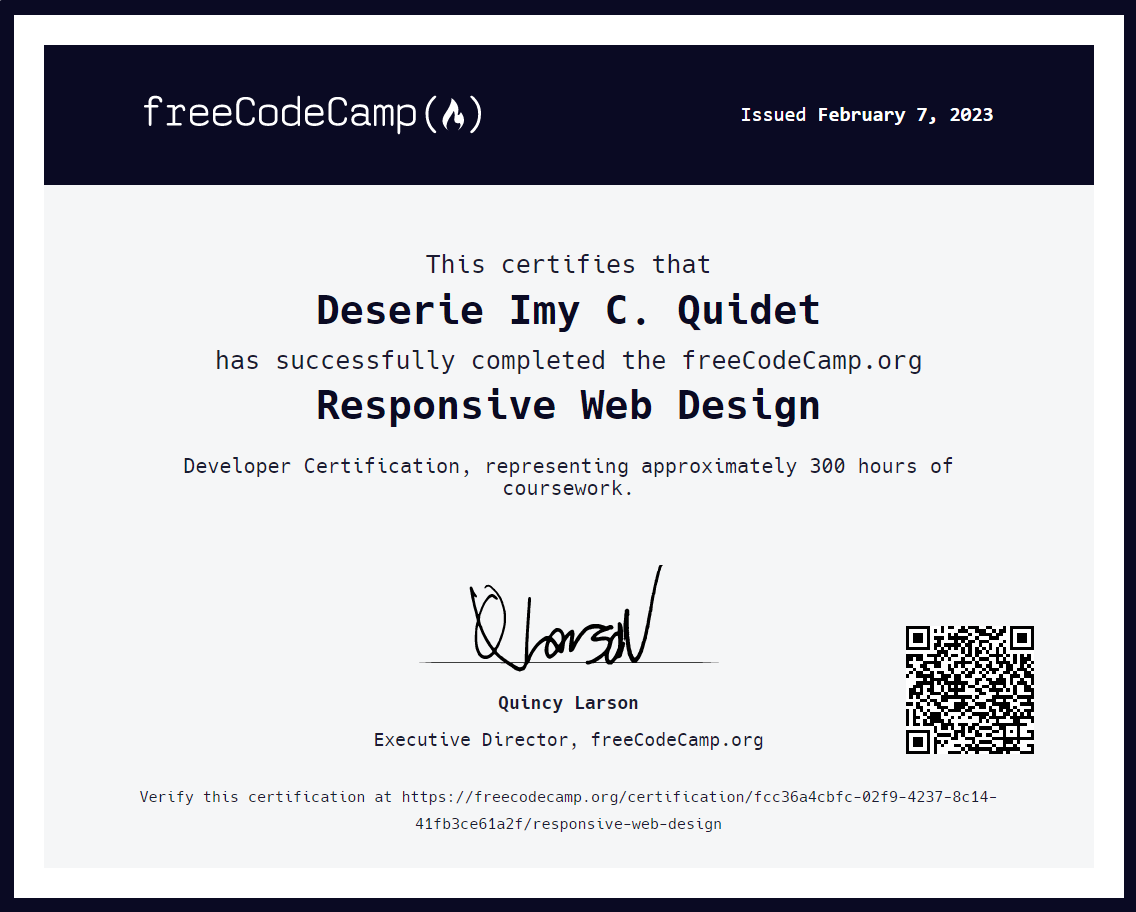 freeCodeCamp(🔥)
Issued February 7, 2023
This certifies that
Deserie Imy C. Quidet
has successfully completed the freeCodeCamp.org
Responsive Web Design
Developer Certification, representing approximately 300 hours of
coursework.
Q Larson
Quincy Larson
Executive Director, freeCodeCamp.org
Verify this certification at https://freecodecamp.org/certification/fcc36a4cbfc-02f9-4237-8c14-
41fb3ce61a2f/responsive-web-design